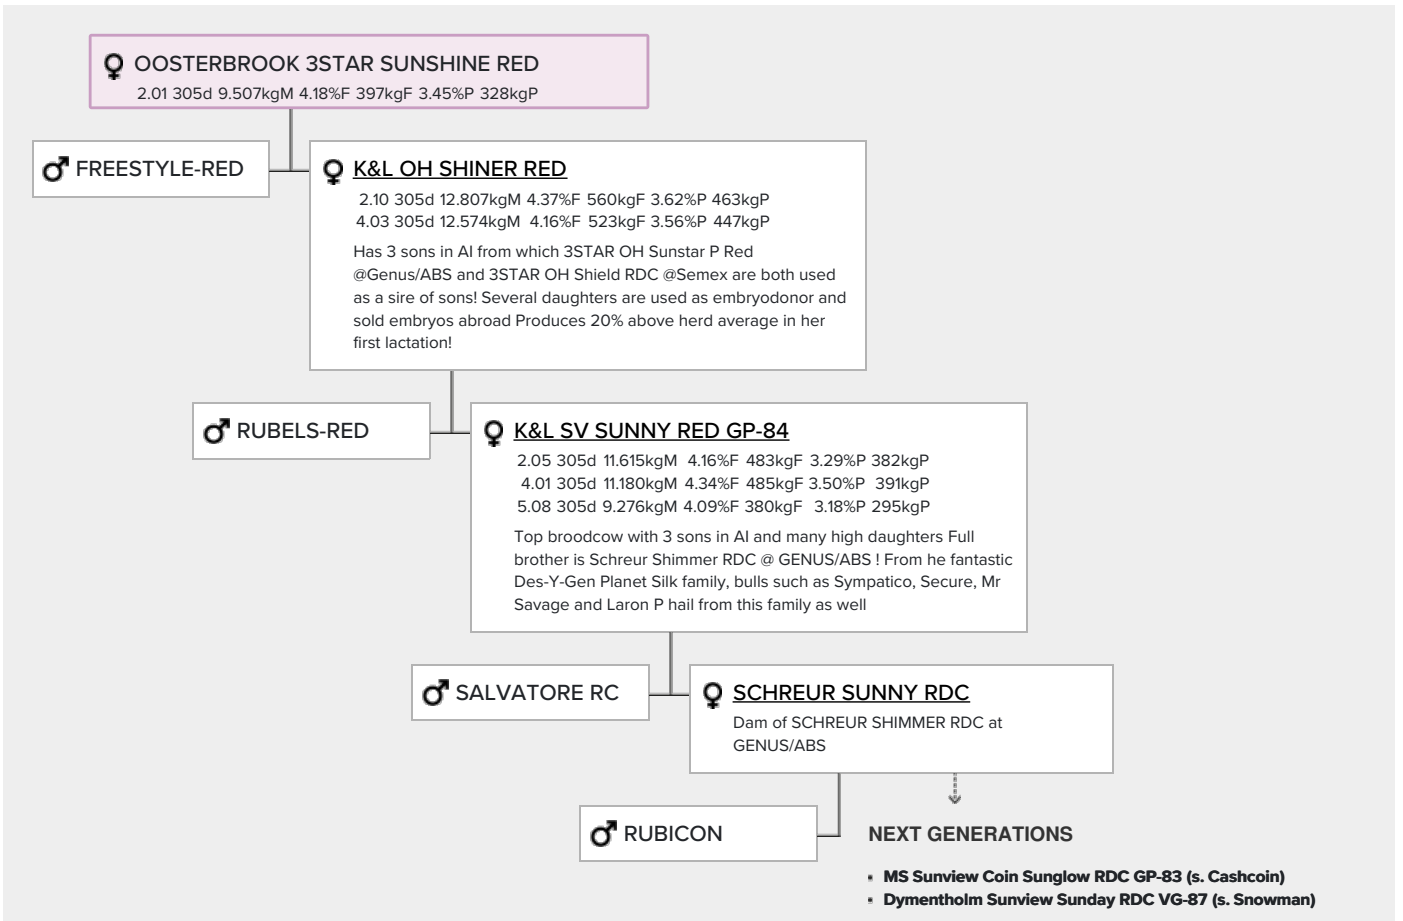 OOSTERBROOK 3STAR SUNSHINE RED
2.01 305d 9.507kgM 4.18%F 397kgF 3.45%P 328kgP
FREESTYLE-RED
K&L OH SHINER RED
2.10 305d 12.807kgM 4.37%F 560kgF 3.62%P 463kgP
4.03 305d 12.574kgM 4.16%F 523kgF 3.56%P 447kgP
Has 3 sons in AI from which 3STAR OH Sunstar P Red
@Genus/ABS and 3STAR OH Shield RDC @Semex are both used
as a sire of sons! Several daughters are used as embryodonor and
sold embryos abroad Produces 20% above herd average in her
first lactation!
RUBELS-RED
K&L SV SUNNY RED GP-84
2.05 305d 11.615kgM 4.16%F 483kgF 3.29%P 382kgP
4.01 305d 11.180kgM 4.34%F 485kgF 3.50%P 391kgP
5.08 305d 9.276kgM 4.09%F 380kgF 3.18%P 295kgP
Top broodcow with 3 sons in AI and many high daughters Full
brother is Schreur Shimmer RDC @ GENUS/ABS ! From he fantastic
Des-Y-Gen Planet Silk family, bulls such as Sympatico, Secure, Mr
Savage and Laron P hail from this family as well
SALVATORE RC
SCHREUR SUNNY RDC
Dam of SCHREUR SHIMMER RDC at
GENUS/ABS
RUBICON
NEXT GENERATIONS
▪ MS Sunview Coin Sunglow RDC GP-83 (s. Cashcoin)
▪ Dymentholm Sunview Sunday RDC VG-87 (s. Snowman)